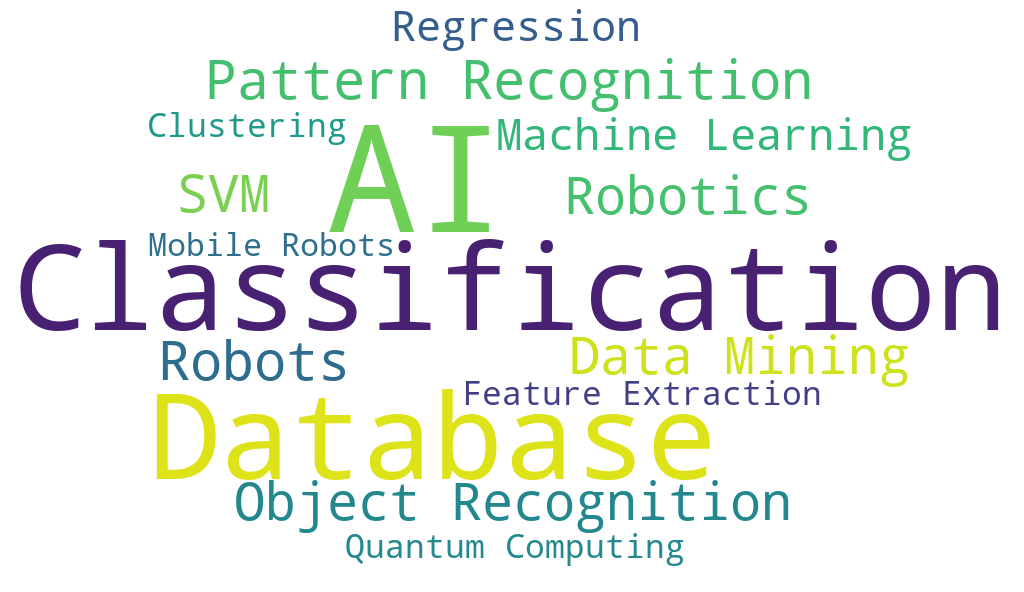 Regression
Pattern Recognition
Clustering
AI
Machine Learning
SVM
Robotics
Mobile Robots
Classification
Robots
Data Mining
Feature Extraction
Database
Object Recognition
Quantum Computing